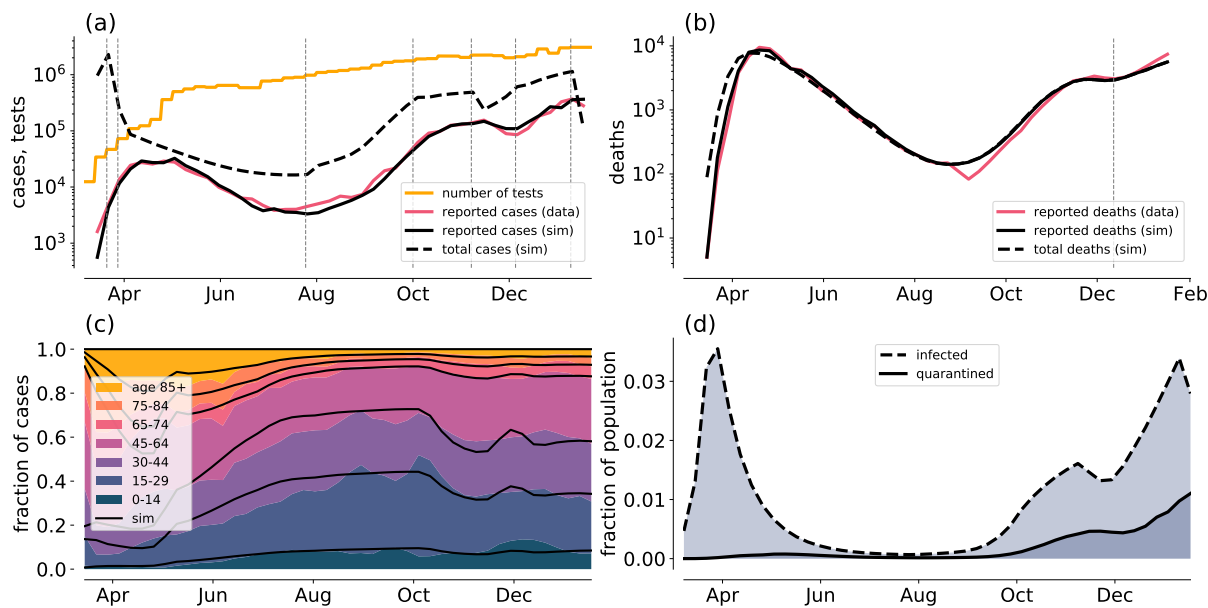 (a)
cases, tests
10^6
10^5
10^4
10^3
number of tests
reported cases (data)
reported cases (sim)
total cases (sim)
Apr Jun Aug Oct Dec
(b)
deaths
10^4
10^3
10^2
10^1
reported deaths (data)
reported deaths (sim)
total deaths (sim)
Apr Jun Aug Oct Dec Feb
(c)
fraction of cases
1.0
0.8
0.6
0.4
0.2
0.0
age 85+
75-84
65-74
45-64
30-44
15-29
0-14
sim
Apr Jun Aug Oct Dec
(d)
fraction of population
0.03
0.02
0.01
0.00
infected
quarantined
Apr Jun Aug Oct Dec